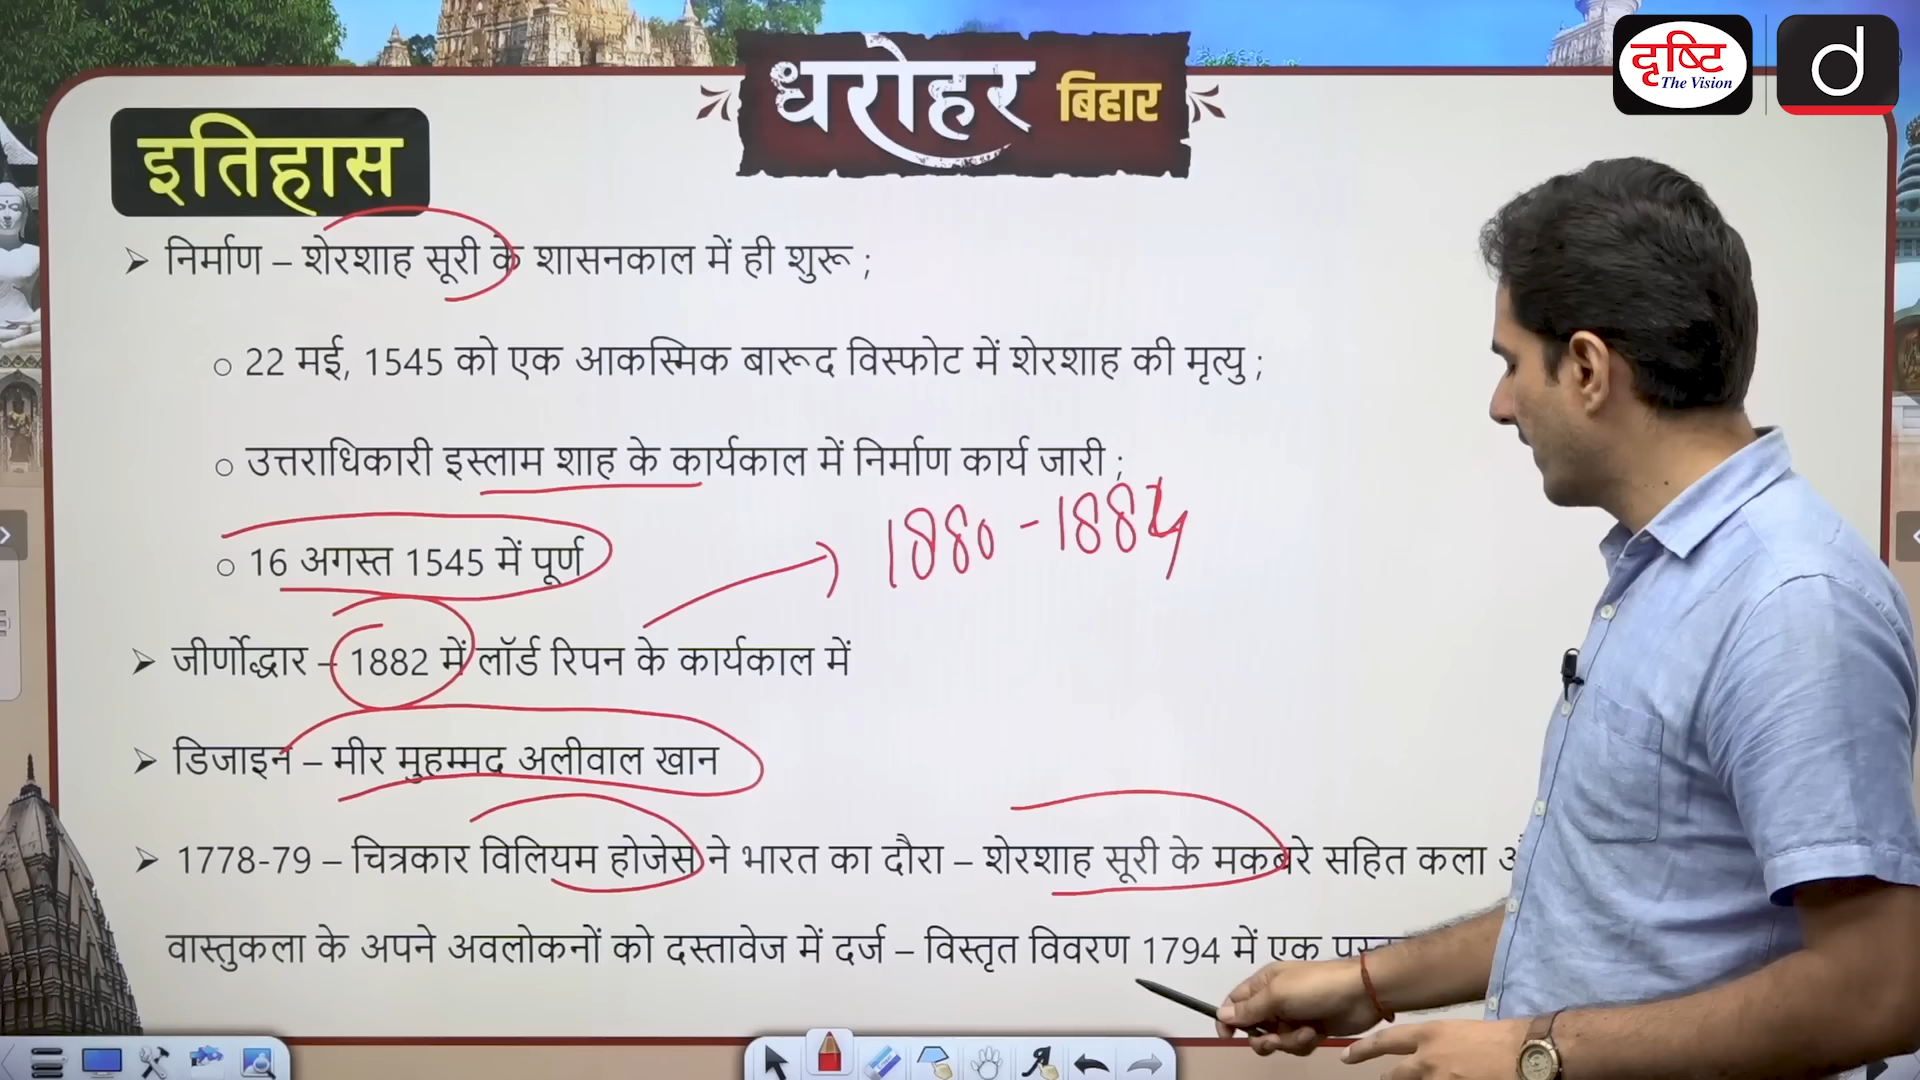 धरोहर बिहार
दृष्टि
The Vision
d
इतिहास
➤ निर्माण – शेरशाह सूरी के शासनकाल में ही शुरू ;
○ 22 मई, 1545 को एक आकस्मिक बारूद विस्फोट में शेरशाह की मृत्यु ;
○ उत्तराधिकारी इस्लाम शाह के कार्यकाल में निर्माण कार्य जारी ;
○ 16 अगस्त 1545 में पूर्ण
1880 - 1884
➤ जीर्णोद्धार – 1882 में लॉर्ड रिपन के कार्यकाल में
➤ डिजाइन – मीर मुहम्मद अलीवाल खान
➤ 1778-79 – चित्रकार विलियम होजेस ने भारत का दौरा – शेरशाह सूरी के मकबरे सहित कला
वास्तुकला के अपने अवलोकनों को दस्तावेज में दर्ज – विस्तृत विवरण 1794 में एक